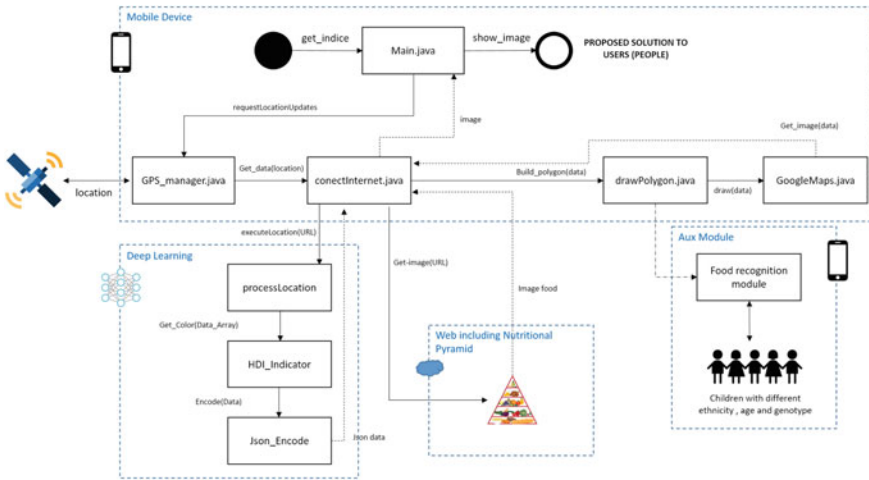 Mobile Device
get_indice
Main.java
show_image
PROPOSED SOLUTION TO
USERS (PEOPLE)
requestLocationUpdates
image
Get_image(data)
location
GPS_manager.java
Get_data(location)
conectInternet.java
Build_polygon(data)
drawPolygon.java
draw(data)
GoogleMaps.java
executeLocation(URL)
Deep Learning
processLocation
Get_Color(Data_Array)
HDI_Indicator
Encode(Data)
Json_Encode
Json data
Get-image(URL)
Image food
Web including Nutritional
Pyramid
Aux Module
Food recognition
module
Children with different
ethnicity , age and genotype